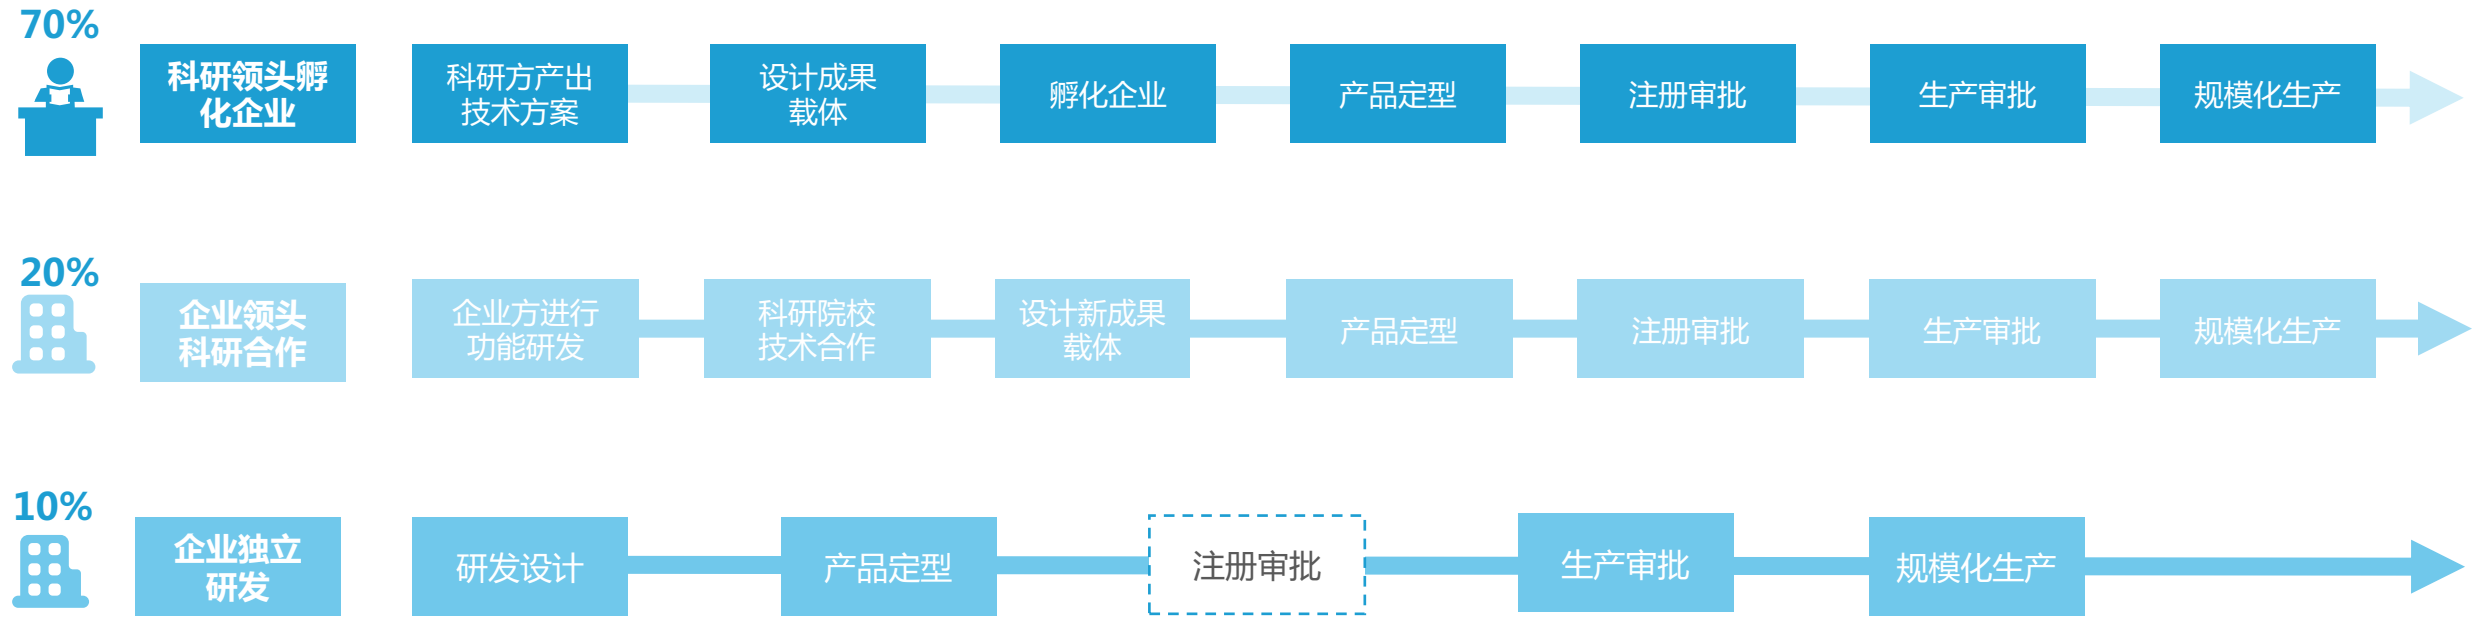 70%
科研领头孵
化企业
科研方产出
技术方案
设计成果
载体
孵化企业
产品定型
注册审批
生产审批
规模化生产
20%
企业领头
科研合作
企业方进行
功能研发
科研院校
技术合作
设计新成果
载体
产品定型
注册审批
生产审批
规模化生产
10%
企业独立
研发
研发设计
产品定型
注册审批
生产审批
规模化生产